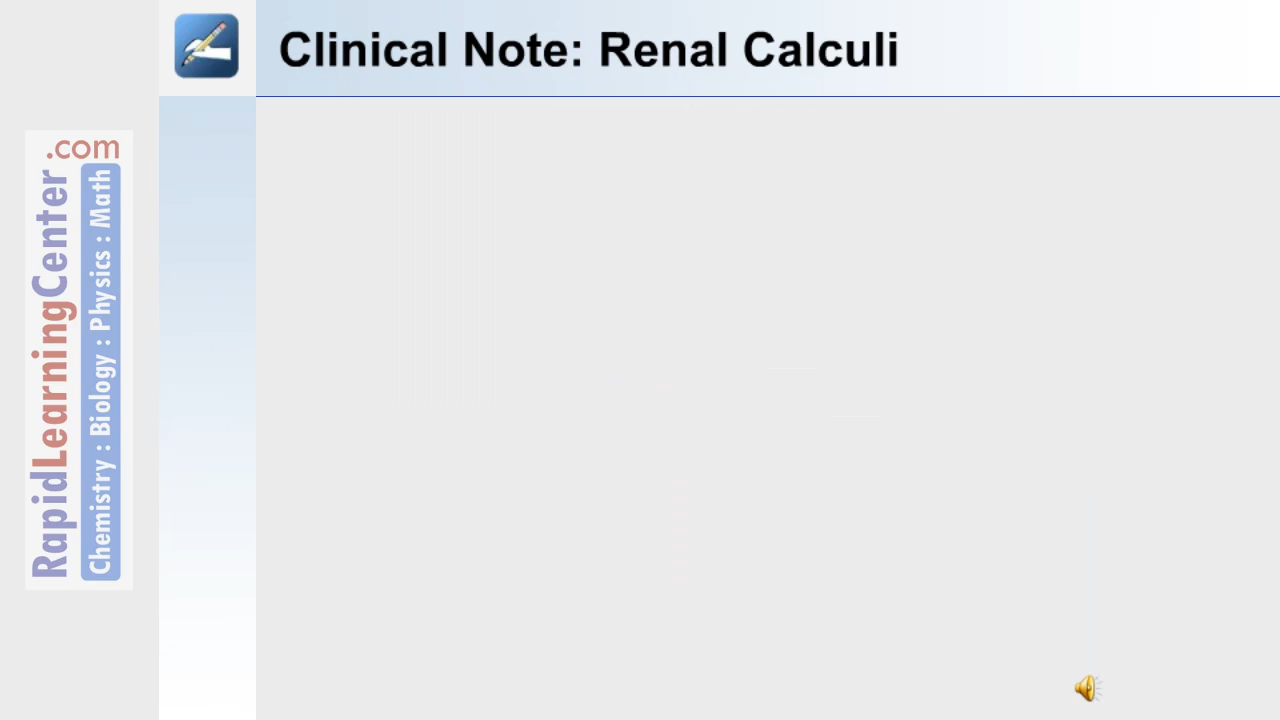 Clinical Note: Renal Calculi
RapidLearningCenter
.com
Chemistry : Biology : Physics : Math